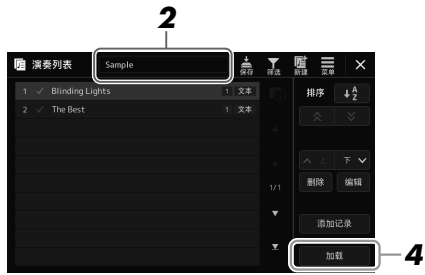 2
演奏列表 Sample 保存 筛选 新建 菜单
1 Blinding Lights 1 文本
2 The Best 1 文本
排序 A Z
1/1
2 下
删除 编辑
添加记录
加载 4